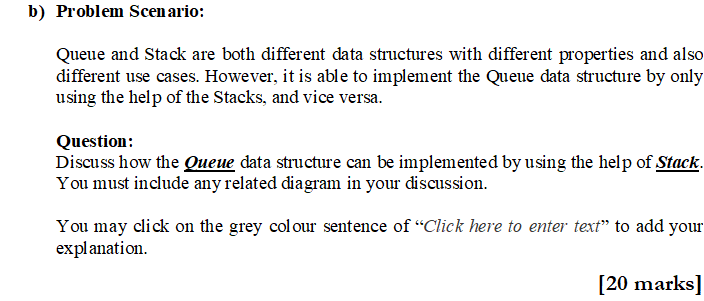 b) Problem Scenario:
Queue and Stack are both different data structures with different properties and also
different use cases. However, it is able to implement the Queue data structure by only
using the help of the Stacks, and vice versa.
Question:
Discuss how the Queue data structure can be implemented by using the help of Stack.
You must include any related diagram in your discussion.
You may click on the grey colour sentence of “Click here to enter text” to add your
explanation.
[20 marks]